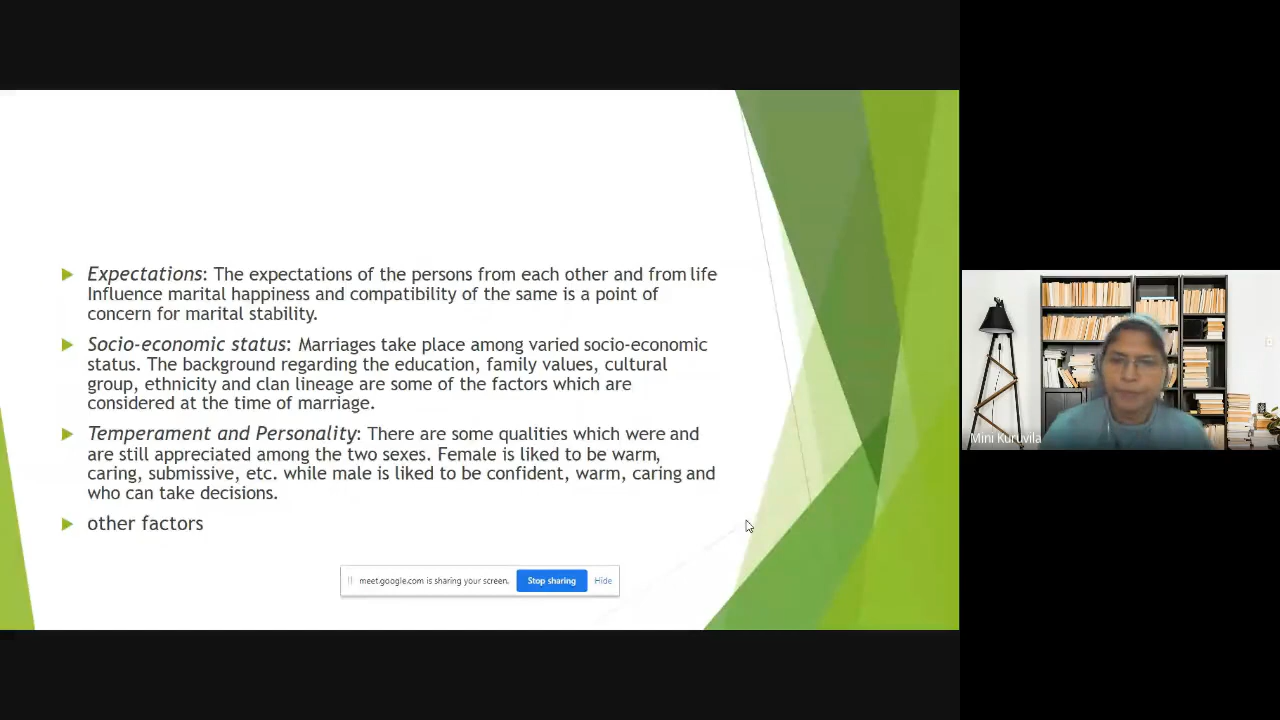 Expectations: The expectations of the persons from each other and from life
Influence marital happiness and compatibility of the same is a point of
concern for marital stability.
Socio-economic status: Marriages take place among varied socio-economic
status. The background regarding the education, family values, cultural
group, ethnicity and clan lineage are some of the factors which are
considered at the time of marriage.
Temperament and Personality: There are some qualities which were and
are still appreciated among the two sexes. Female is liked to be warm,
caring, submissive, etc. while male is liked to be confident, warm, caring and
who can take decisions.
other factors
meet.google.com is sharing your screen.
Stop sharing
Hide
Mini Kuruvila